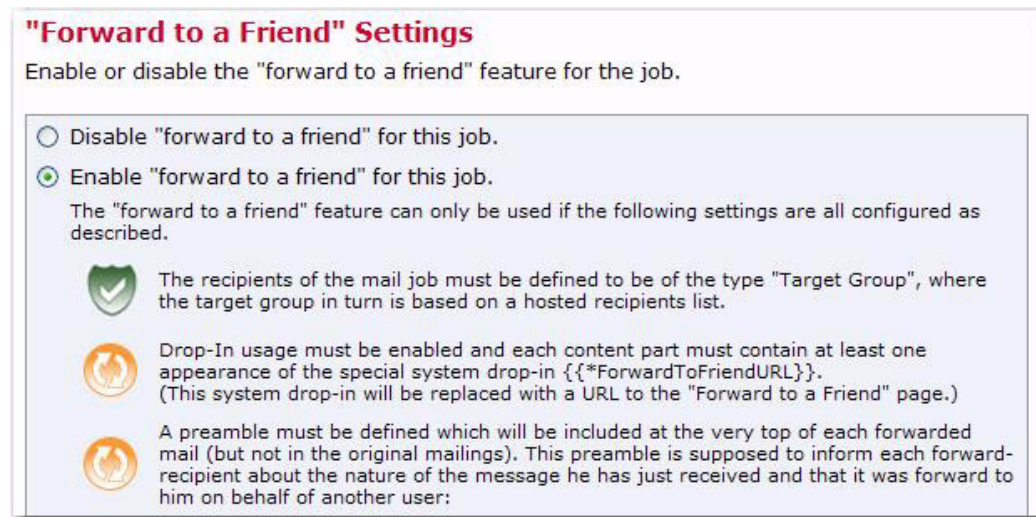 "Forward to a Friend" Settings
Enable or disable the "forward to a friend" feature for the job.
Disable "forward to a friend" for this job.
Enable "forward to a friend" for this job.
The "forward to a friend" feature can only be used if the following settings are all configured as
described.
The recipients of the mail job must be defined to be of the type "Target Group", where
the target group in turn is based on a hosted recipients list.
Drop-In usage must be enabled and each content part must contain at least one
appearance of the special system drop-in {{*ForwardToFriendURL}}.
(This system drop-in will be replaced with a URL to the "Forward to a Friend" page.)
A preamble must be defined which will be included at the very top of each forwarded
mail (but not in the original mailings). This preamble is supposed to inform each forward-
recipient about the nature of the message he has just received and that it was forward to
him on behalf of another user: